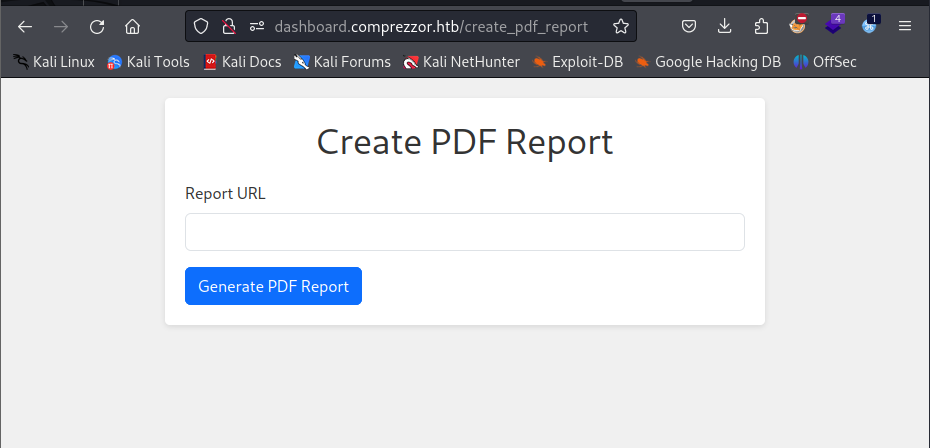 dashboard.comprezzor.htb/create_pdf_report
4
1
Kali Linux Kali Tools Kali Docs Kali Forums Kali NetHunter Exploit-DB Google Hacking DB OffSec
Create PDF Report
Report URL
Generate PDF Report